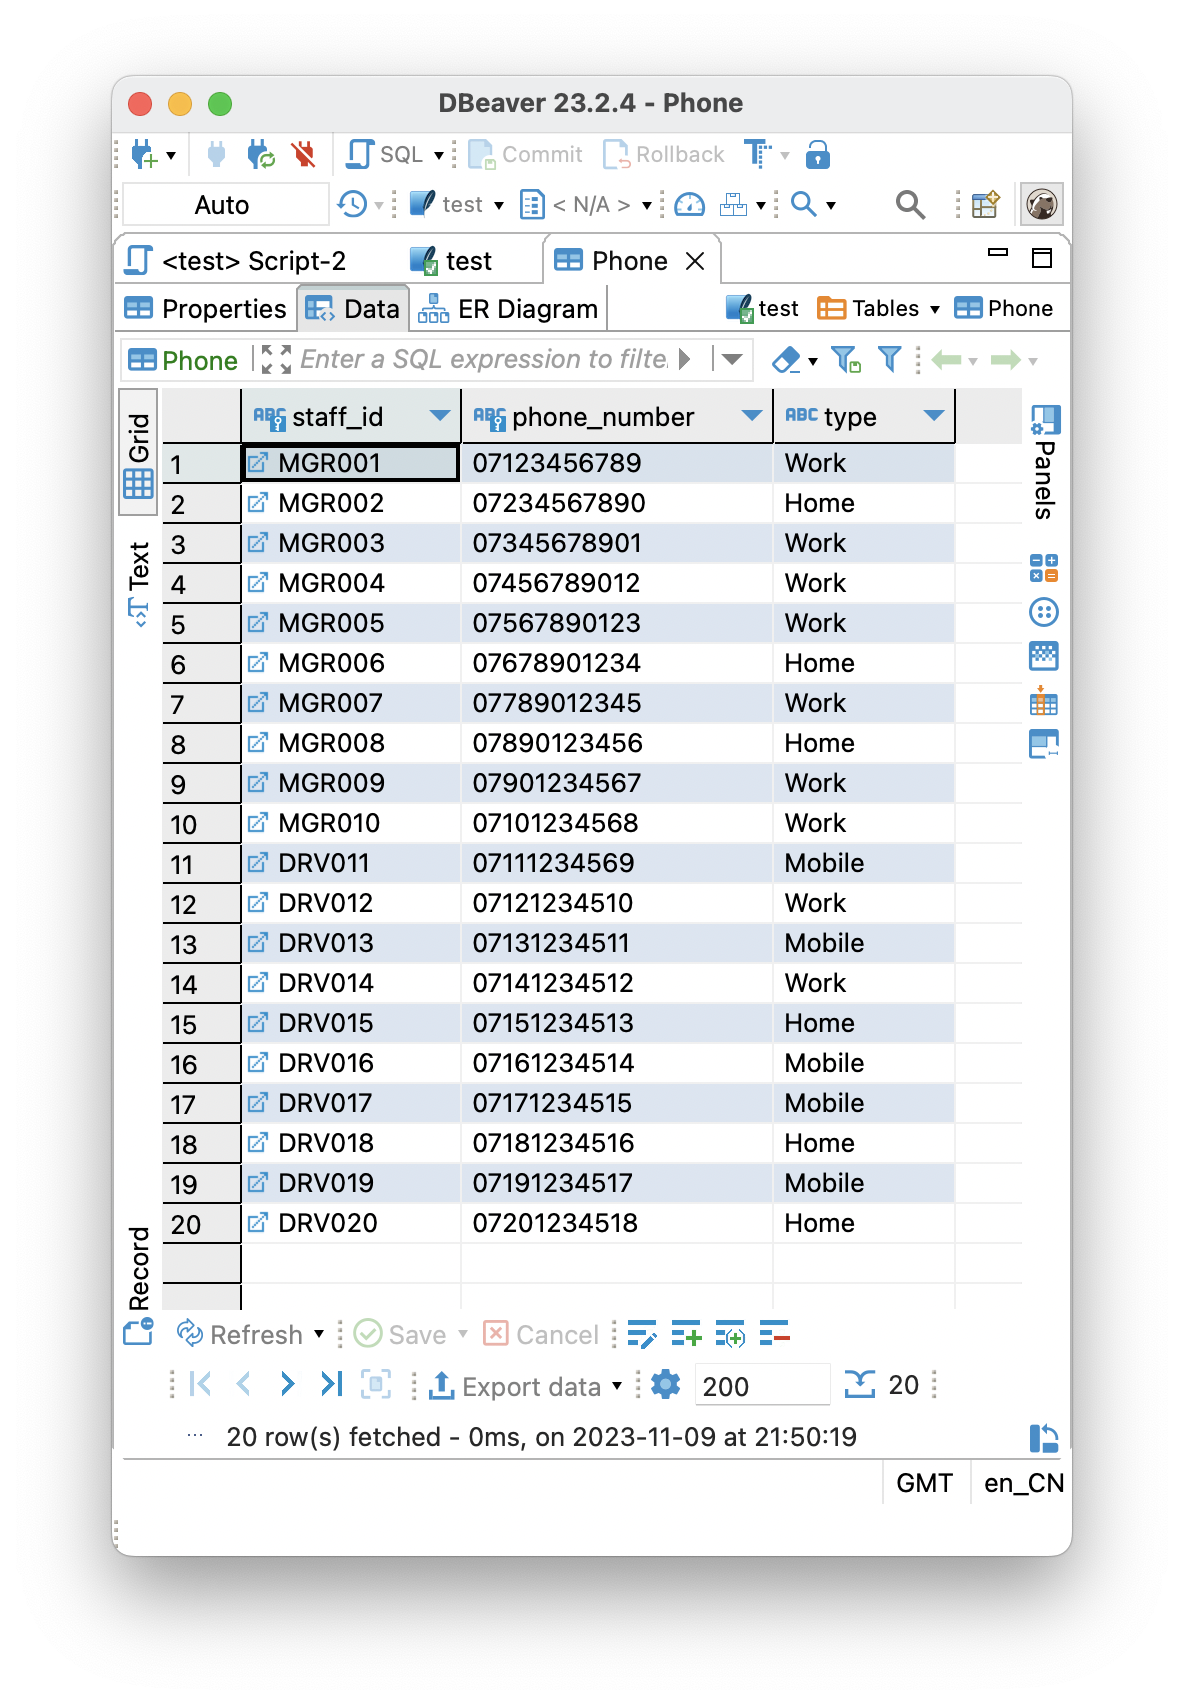 DBeaver 23.2.4 - Phone
SQL Commit Rollback
Auto test < N/A >
<test> Script-2 test Phone
Properties Data ER Diagram test Tables Phone
Phone Enter a SQL expression to filte
Grid
Text
Record
Panels
staff_id phone_number type
1 MGR001 07123456789 Work
2 MGR002 07234567890 Home
3 MGR003 07345678901 Work
4 MGR004 07456789012 Work
5 MGR005 07567890123 Work
6 MGR006 07678901234 Home
7 MGR007 07789012345 Work
8 MGR008 07890123456 Home
9 MGR009 07901234567 Work
10 MGR010 07101234568 Work
11 DRV011 07111234569 Mobile
12 DRV012 07121234510 Work
13 DRV013 07131234511 Mobile
14 DRV014 07141234512 Work
15 DRV015 07151234513 Home
16 DRV016 07161234514 Mobile
17 DRV017 07171234515 Mobile
18 DRV018 07181234516 Home
19 DRV019 07191234517 Mobile
20 DRV020 07201234518 Home
Refresh Save Cancel
Export data 200 20
... 20 row(s) fetched - 0ms, on 2023-11-09 at 21:50:19
GMT en_CN